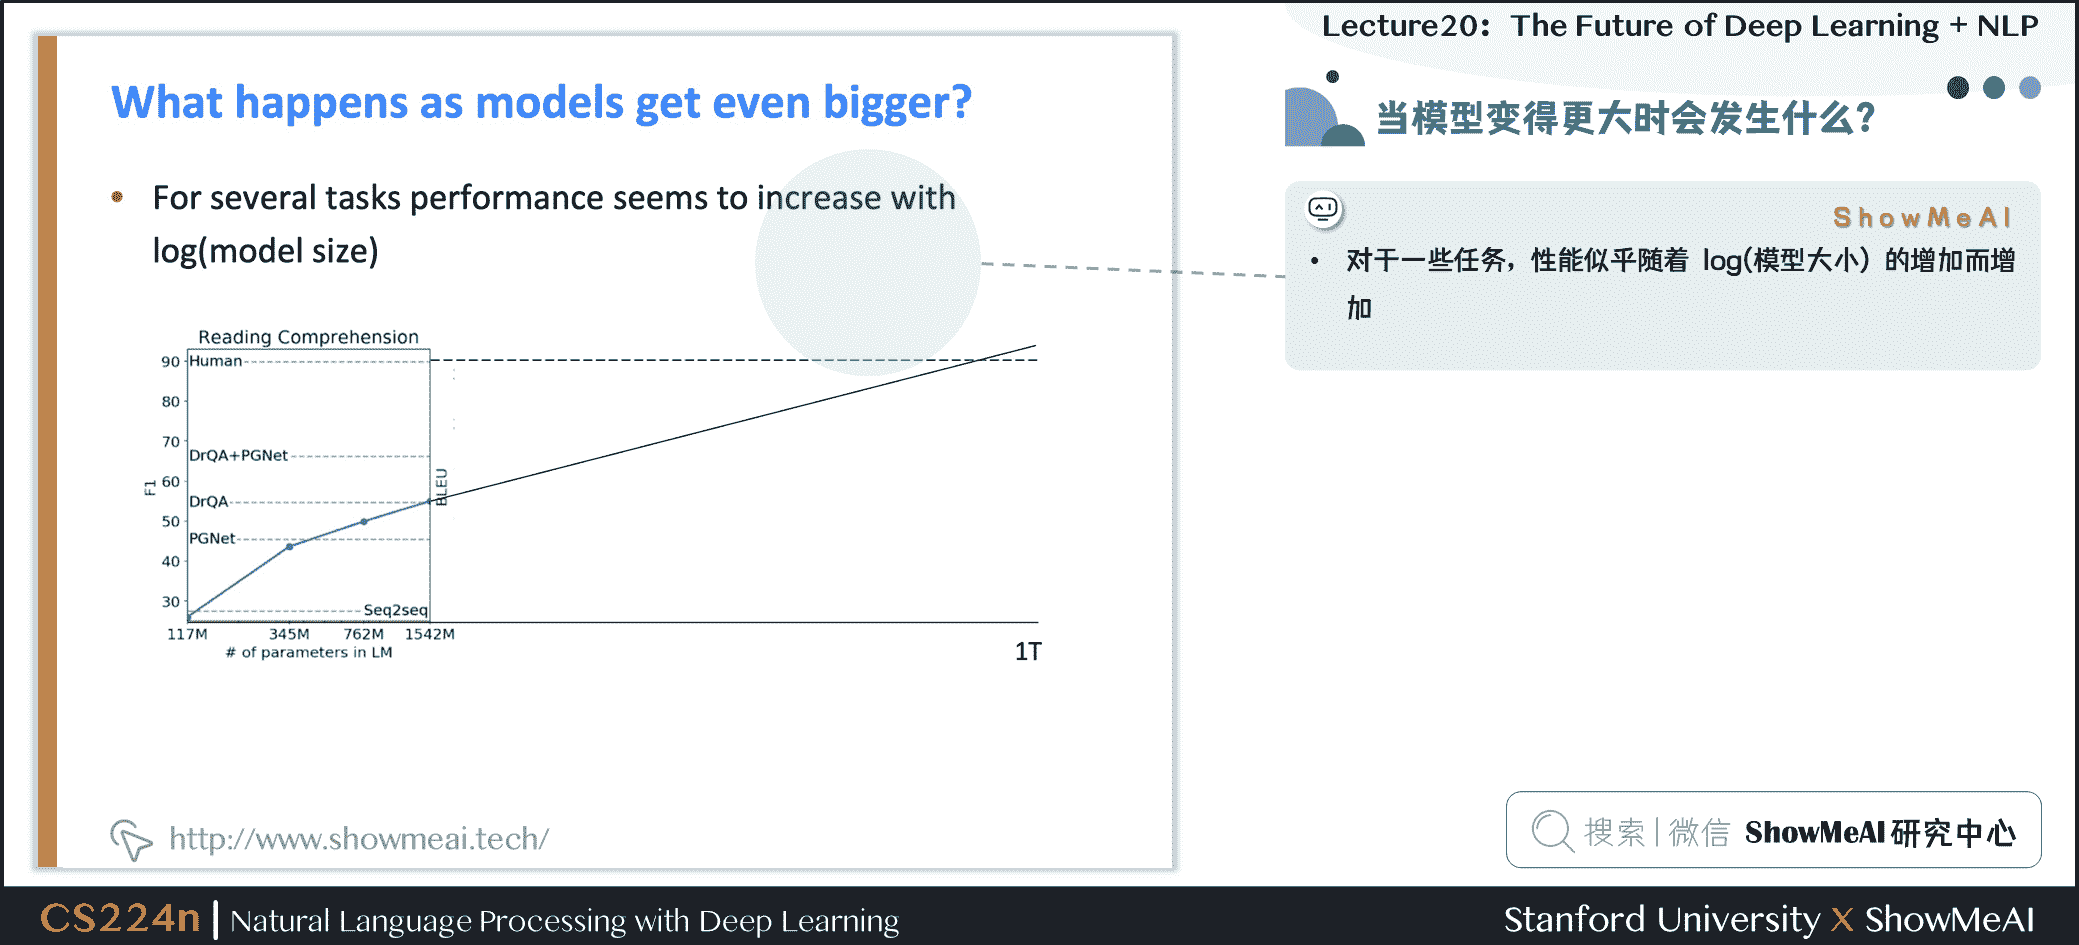 Lecture20：The Future of Deep Learning + NLP
What happens as models get even bigger?
• For several tasks performance seems to increase with
log(model size)
Reading Comprehension
90
Human
80
70
DrQA+PGNet
60
DrQA
50
PGNet
40
30
Seq2seq
F1
BLEU
117M 345M 762M 1542M
# of parameters in LM
1T
http://www.showmeai.tech/
当模型变得更大时会发生什么？
ShowMeAI
• 对于一些任务，性能似乎随着 log(模型大小）的增加而增
加
搜索|微信 ShowMeAI研究中心
CS224n | Natural Language Processing with Deep Learning
Stanford University X ShowMeAI